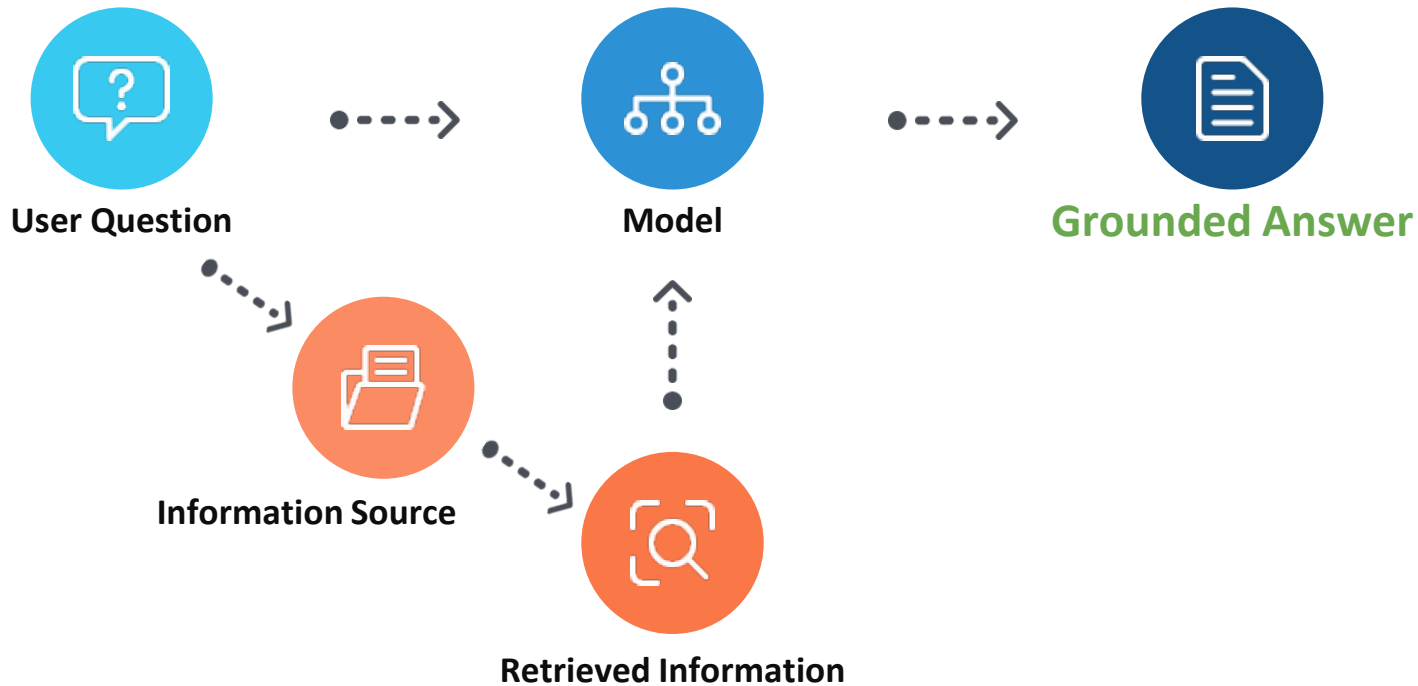 User Question
Model
Grounded Answer
Information Source
Retrieved Information